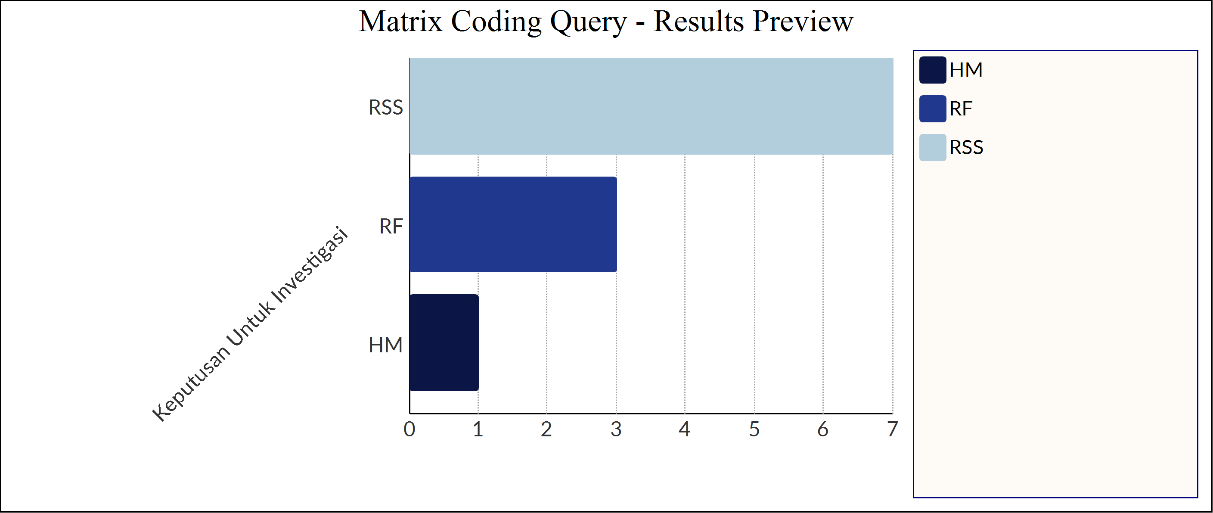 Matrix Coding Query - Results Preview
RSS
RF
HM
Keputusan Untuk Investigasi
0 1 2 3 4 5 6 7
HM
RF
RSS